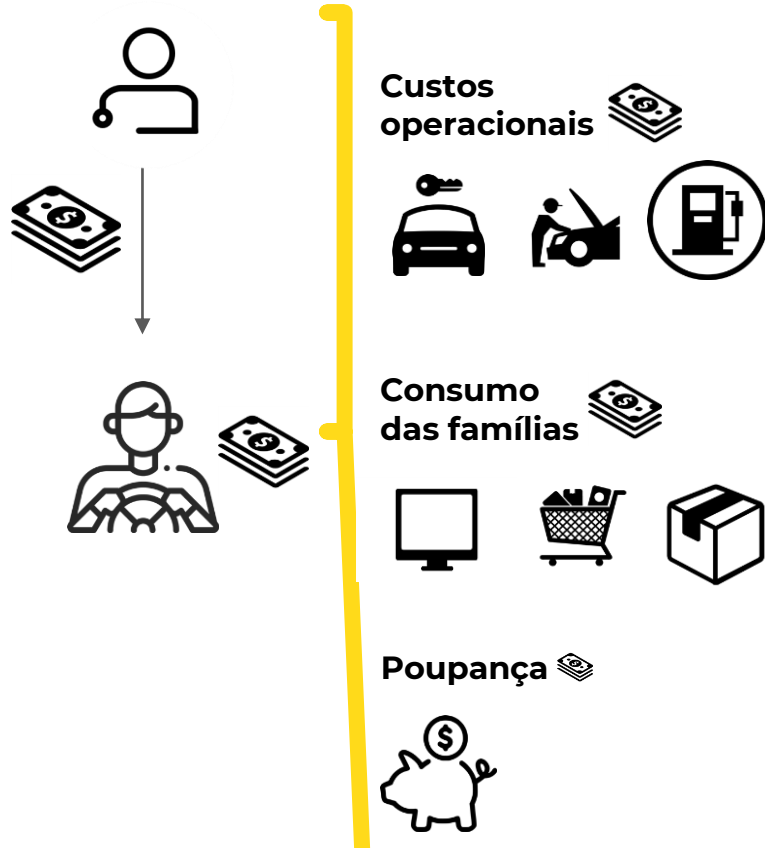 Custos
operacionais
Consumo
das famílias
Poupança